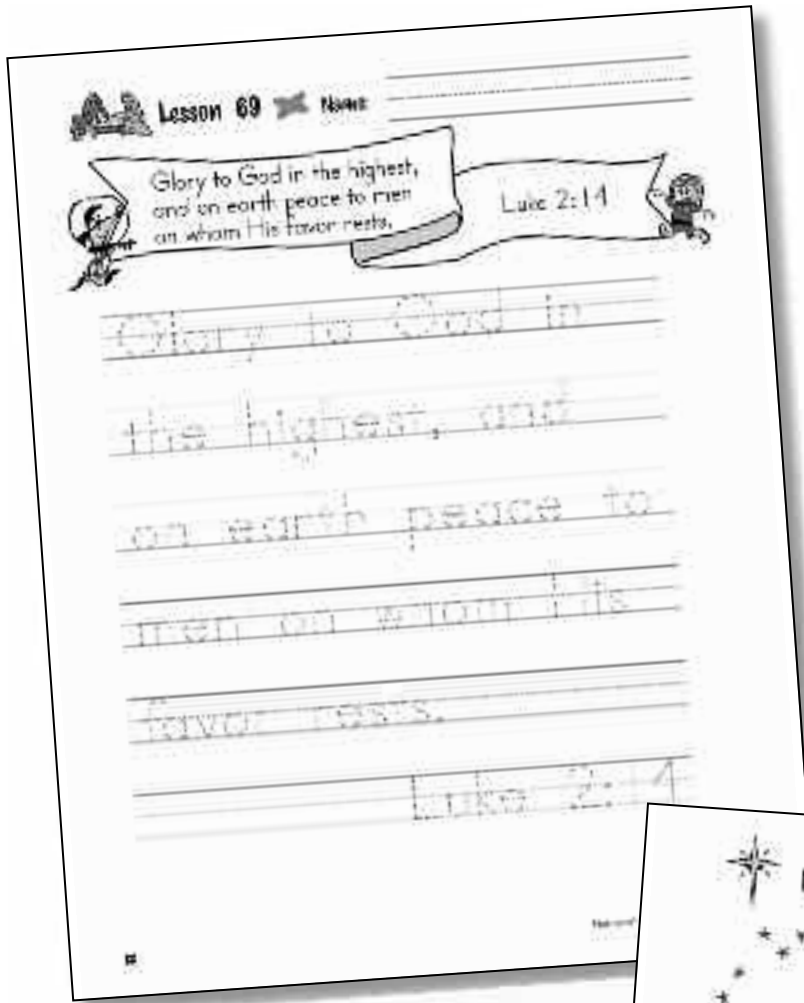 Lesson 69 Name
Glory to God in the highest,
and on earth peace to men
on whom His favor rests.
Luke 2:14
Glory to God in
the highest, and
on earth peace to
men on whom His
favor rests.
Luke 2:14